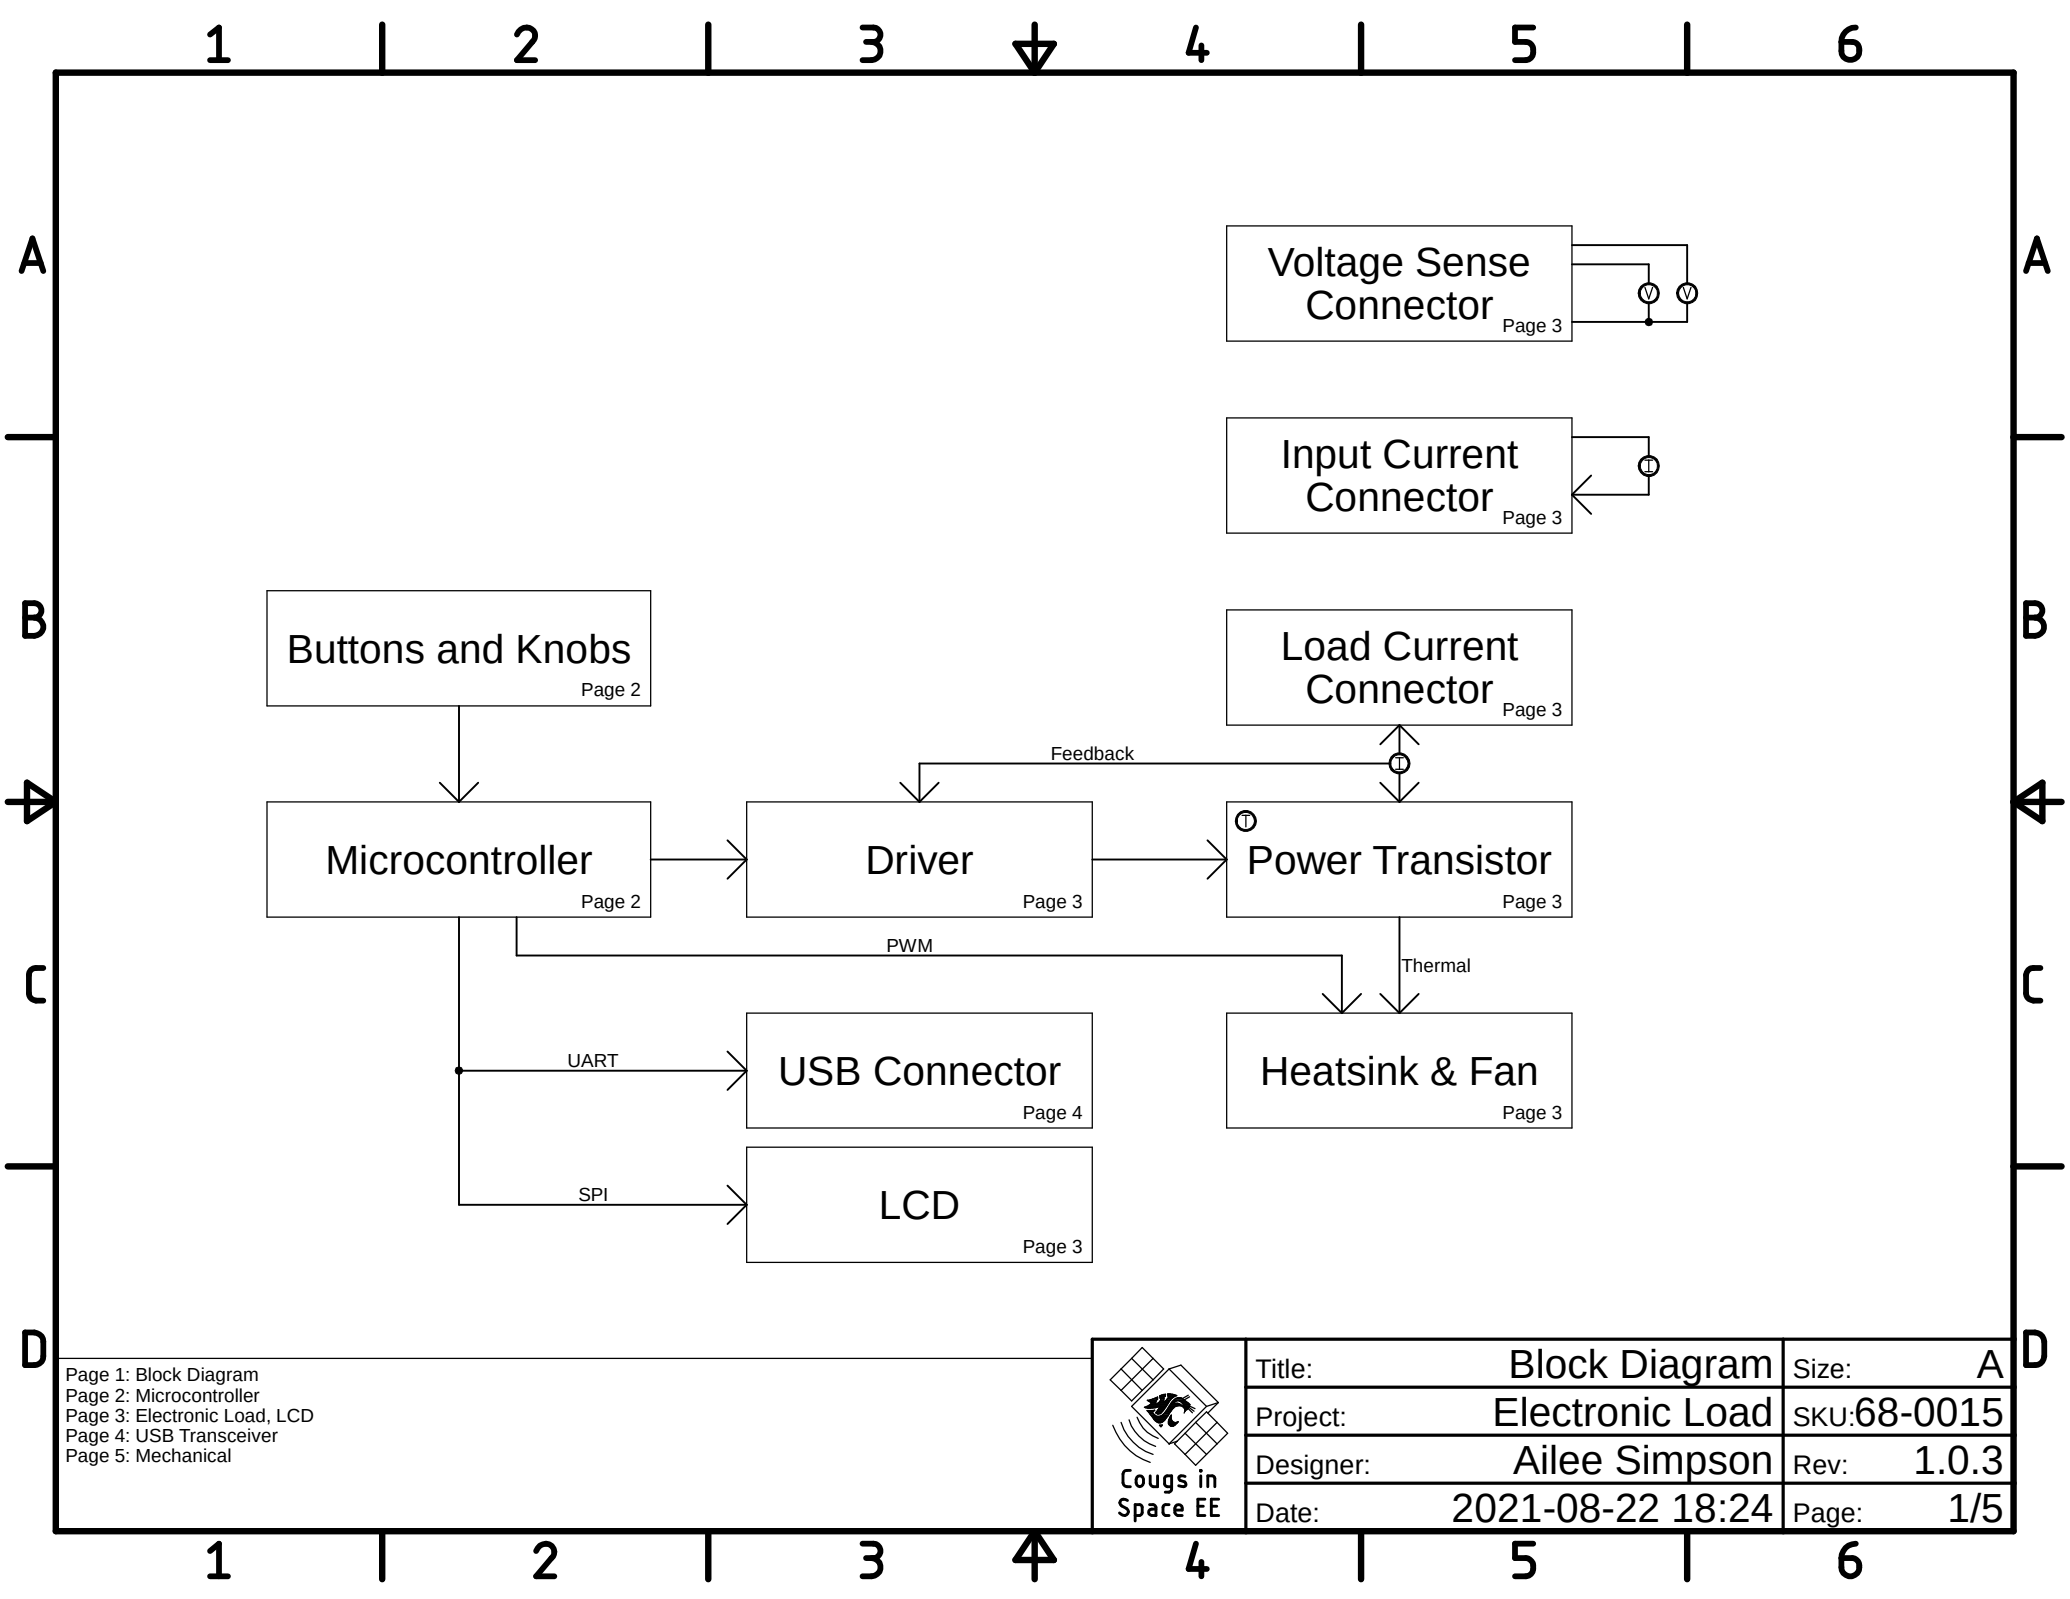 1 2 3 4 5 6
A A
Voltage Sense
Connector
Page 3
V V
Input Current
Connector
Page 3
I
B B
Buttons and Knobs
Page 2
Load Current
Connector
Page 3
Feedback
I
Microcontroller
Page 2
Driver
Page 3
T
Power Transistor
Page 3
PWM
Thermal
C C
UART
USB Connector
Page 4
Heatsink & Fan
Page 3
SPI
LCD
Page 3
D D
Page 1: Block Diagram
Page 2: Microcontroller
Page 3: Electronic Load, LCD
Page 4: USB Transceiver
Page 5: Mechanical
Cougs in
Space EE
Title: Block Diagram Size: A
Project: Electronic Load SKU:68-0015
Designer: Ailee Simpson Rev: 1.0.3
Date: 2021-08-22 18:24 Page: 1/5
1 2 3 4 5 6